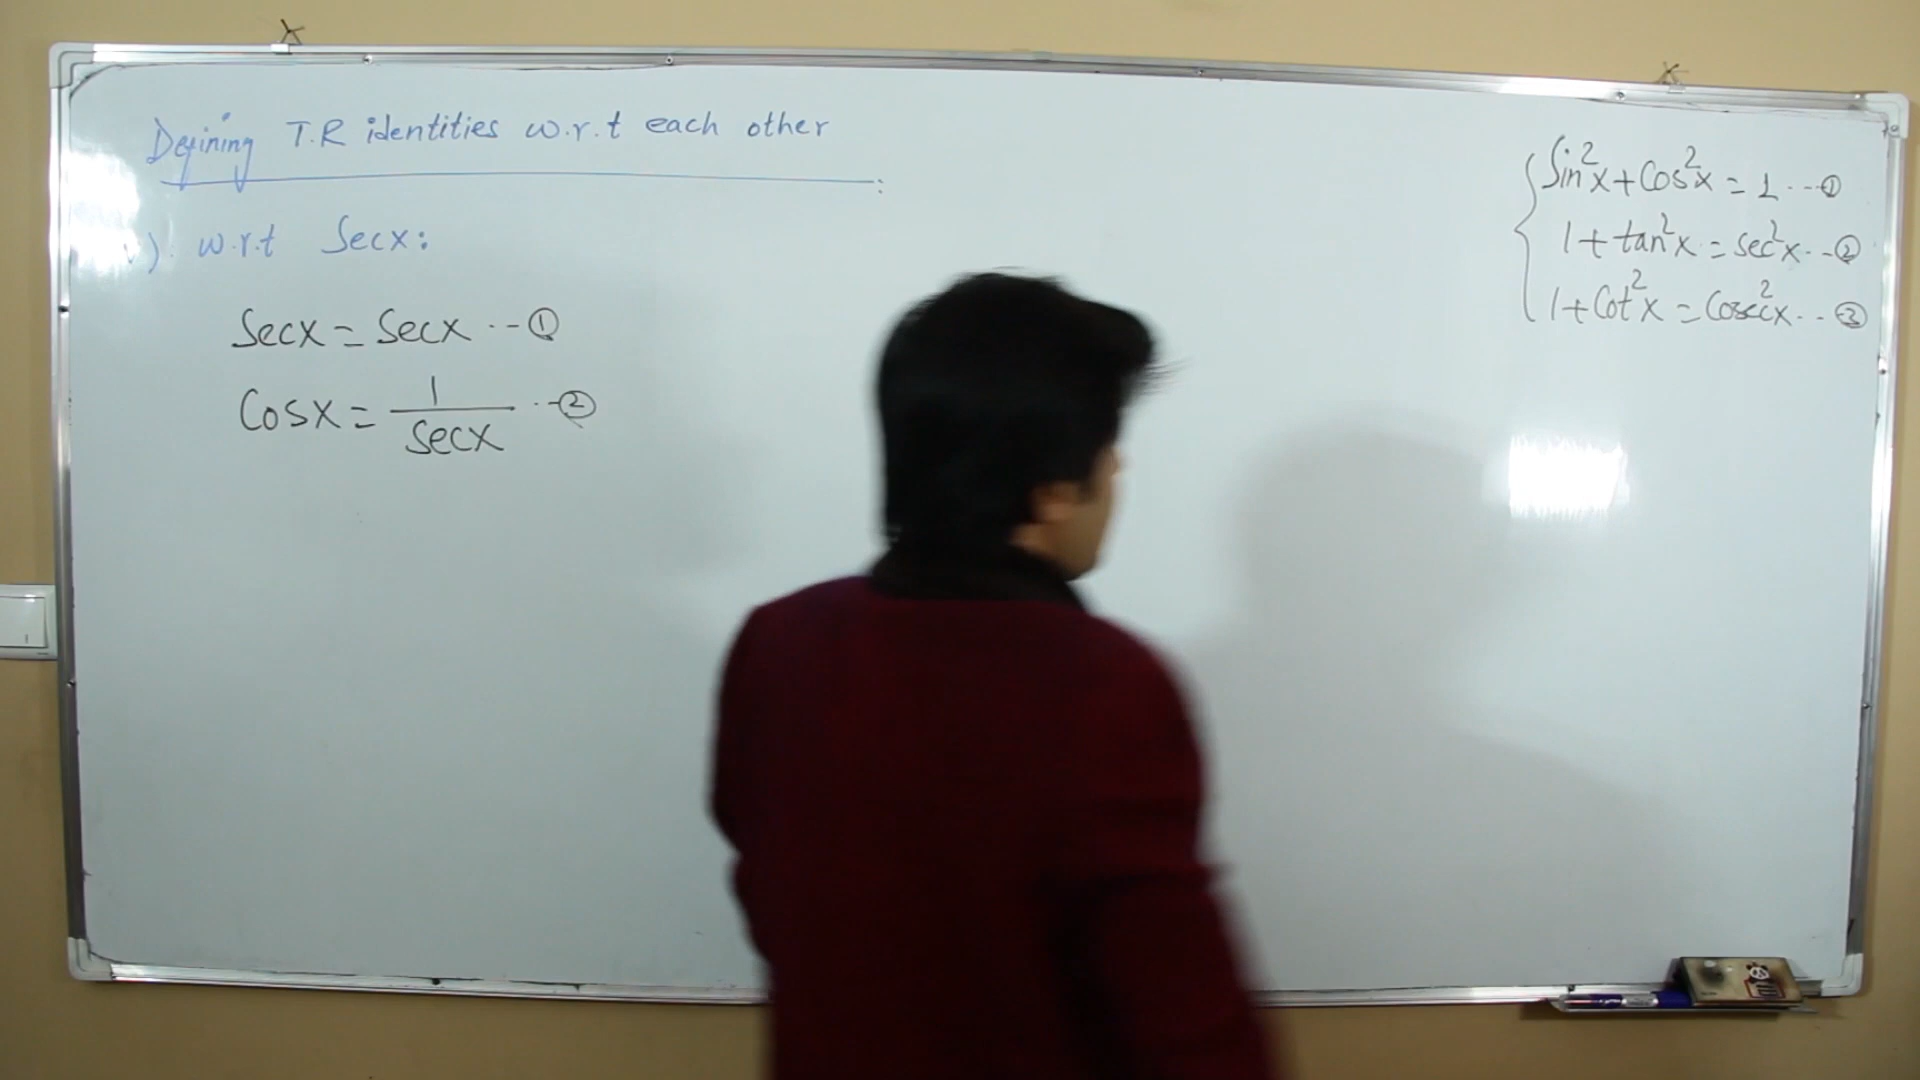 Defining T.R identities w.r.t each other :
). w.r.t Secx:
Secx = Secx ... ①
Cosx = 1/secx ... ②
Sin²x + Cos²x = 1 ... ①
1 + tan²x = sec²x ... ②
1 + Cot²x = Cosec²x ... ③